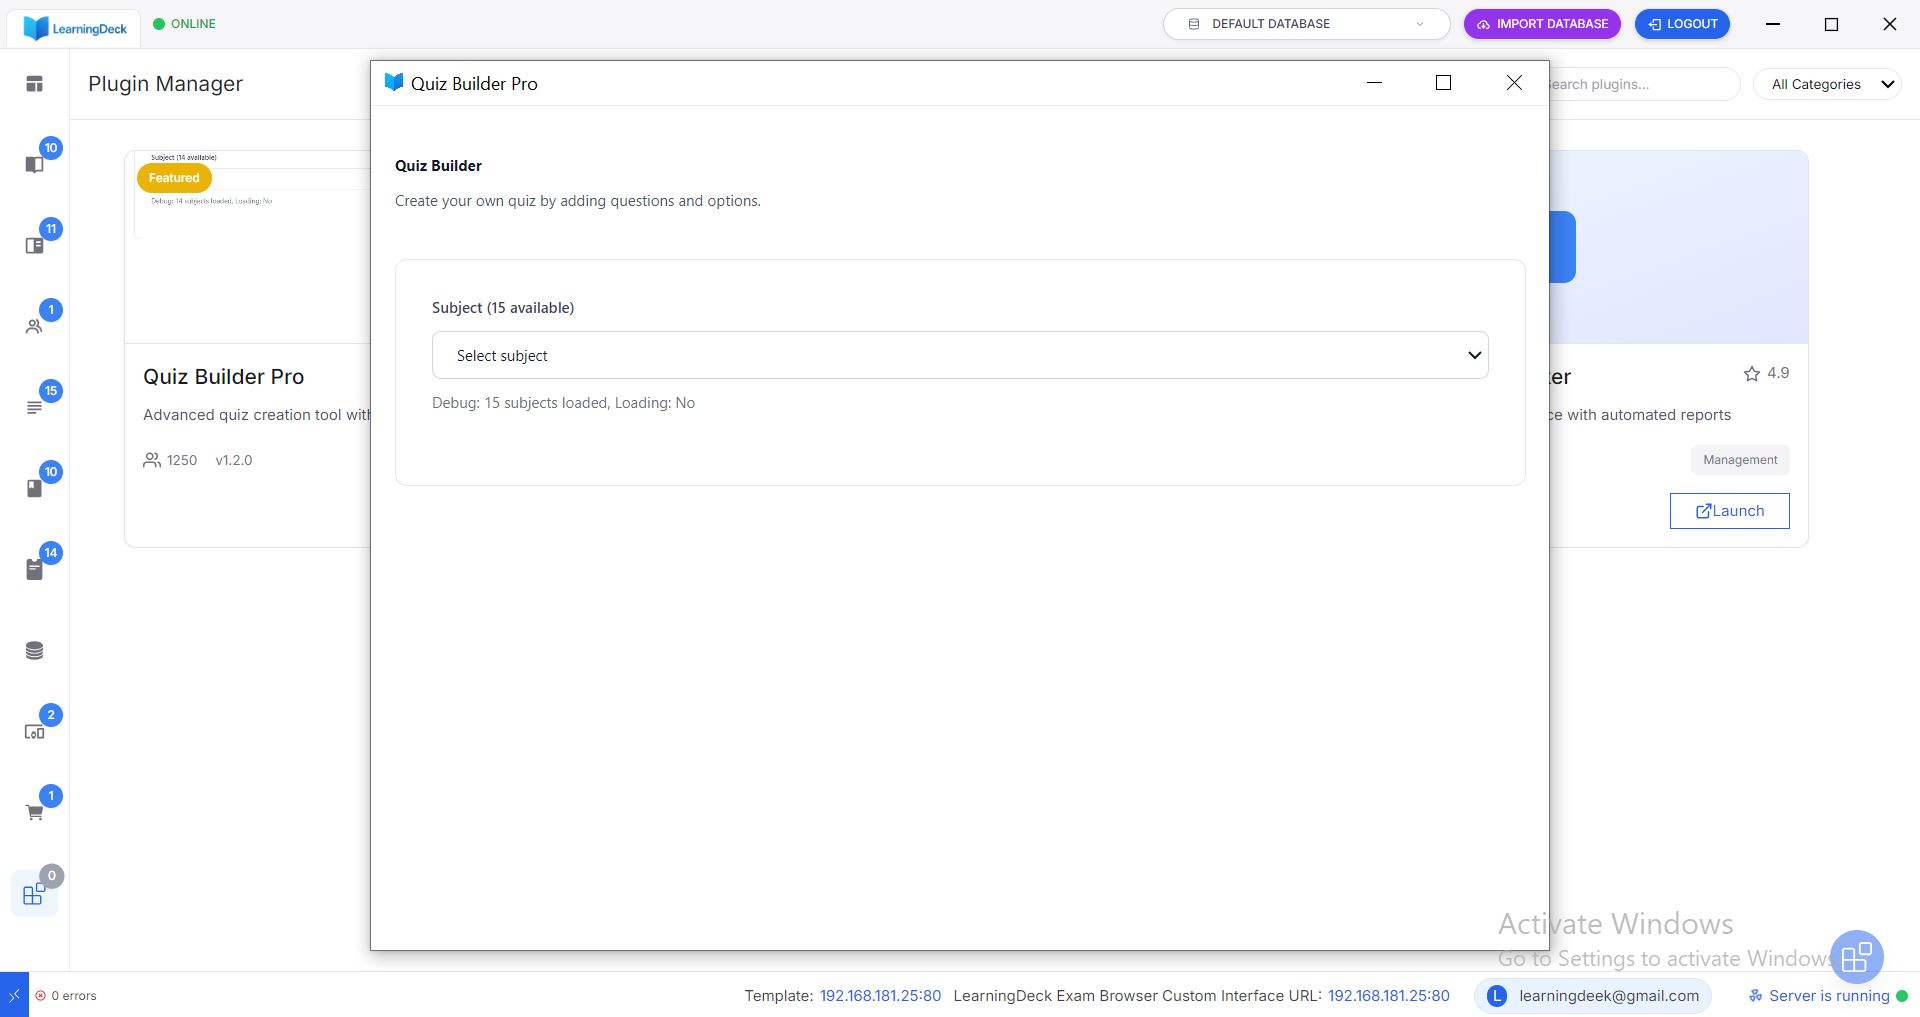 LearningDeck
ONLINE
DEFAULT DATABASE
IMPORT DATABASE
LOGOUT
Plugin Manager
Quiz Builder Pro
earch plugins...
All Categories
10
11
1
15
10
14
2
1
0
Subject (14 available)
Featured
Debug: 14 subjects loaded, Loading: No
Quiz Builder Pro
Advanced quiz creation tool with
1250 v1.2.0
Quiz Builder
Create your own quiz by adding questions and options.
Subject (15 available)
Select subject
Debug: 15 subjects loaded, Loading: No
ker
4.9
ce with automated reports
Management
Launch
Activate Windows
Go to Settings to activate Windows
0 errors
Template: 192.168.181.25:80 LearningDeck Exam Browser Custom Interface URL: 192.168.181.25:80
L learningdeek@gmail.com
Server is running